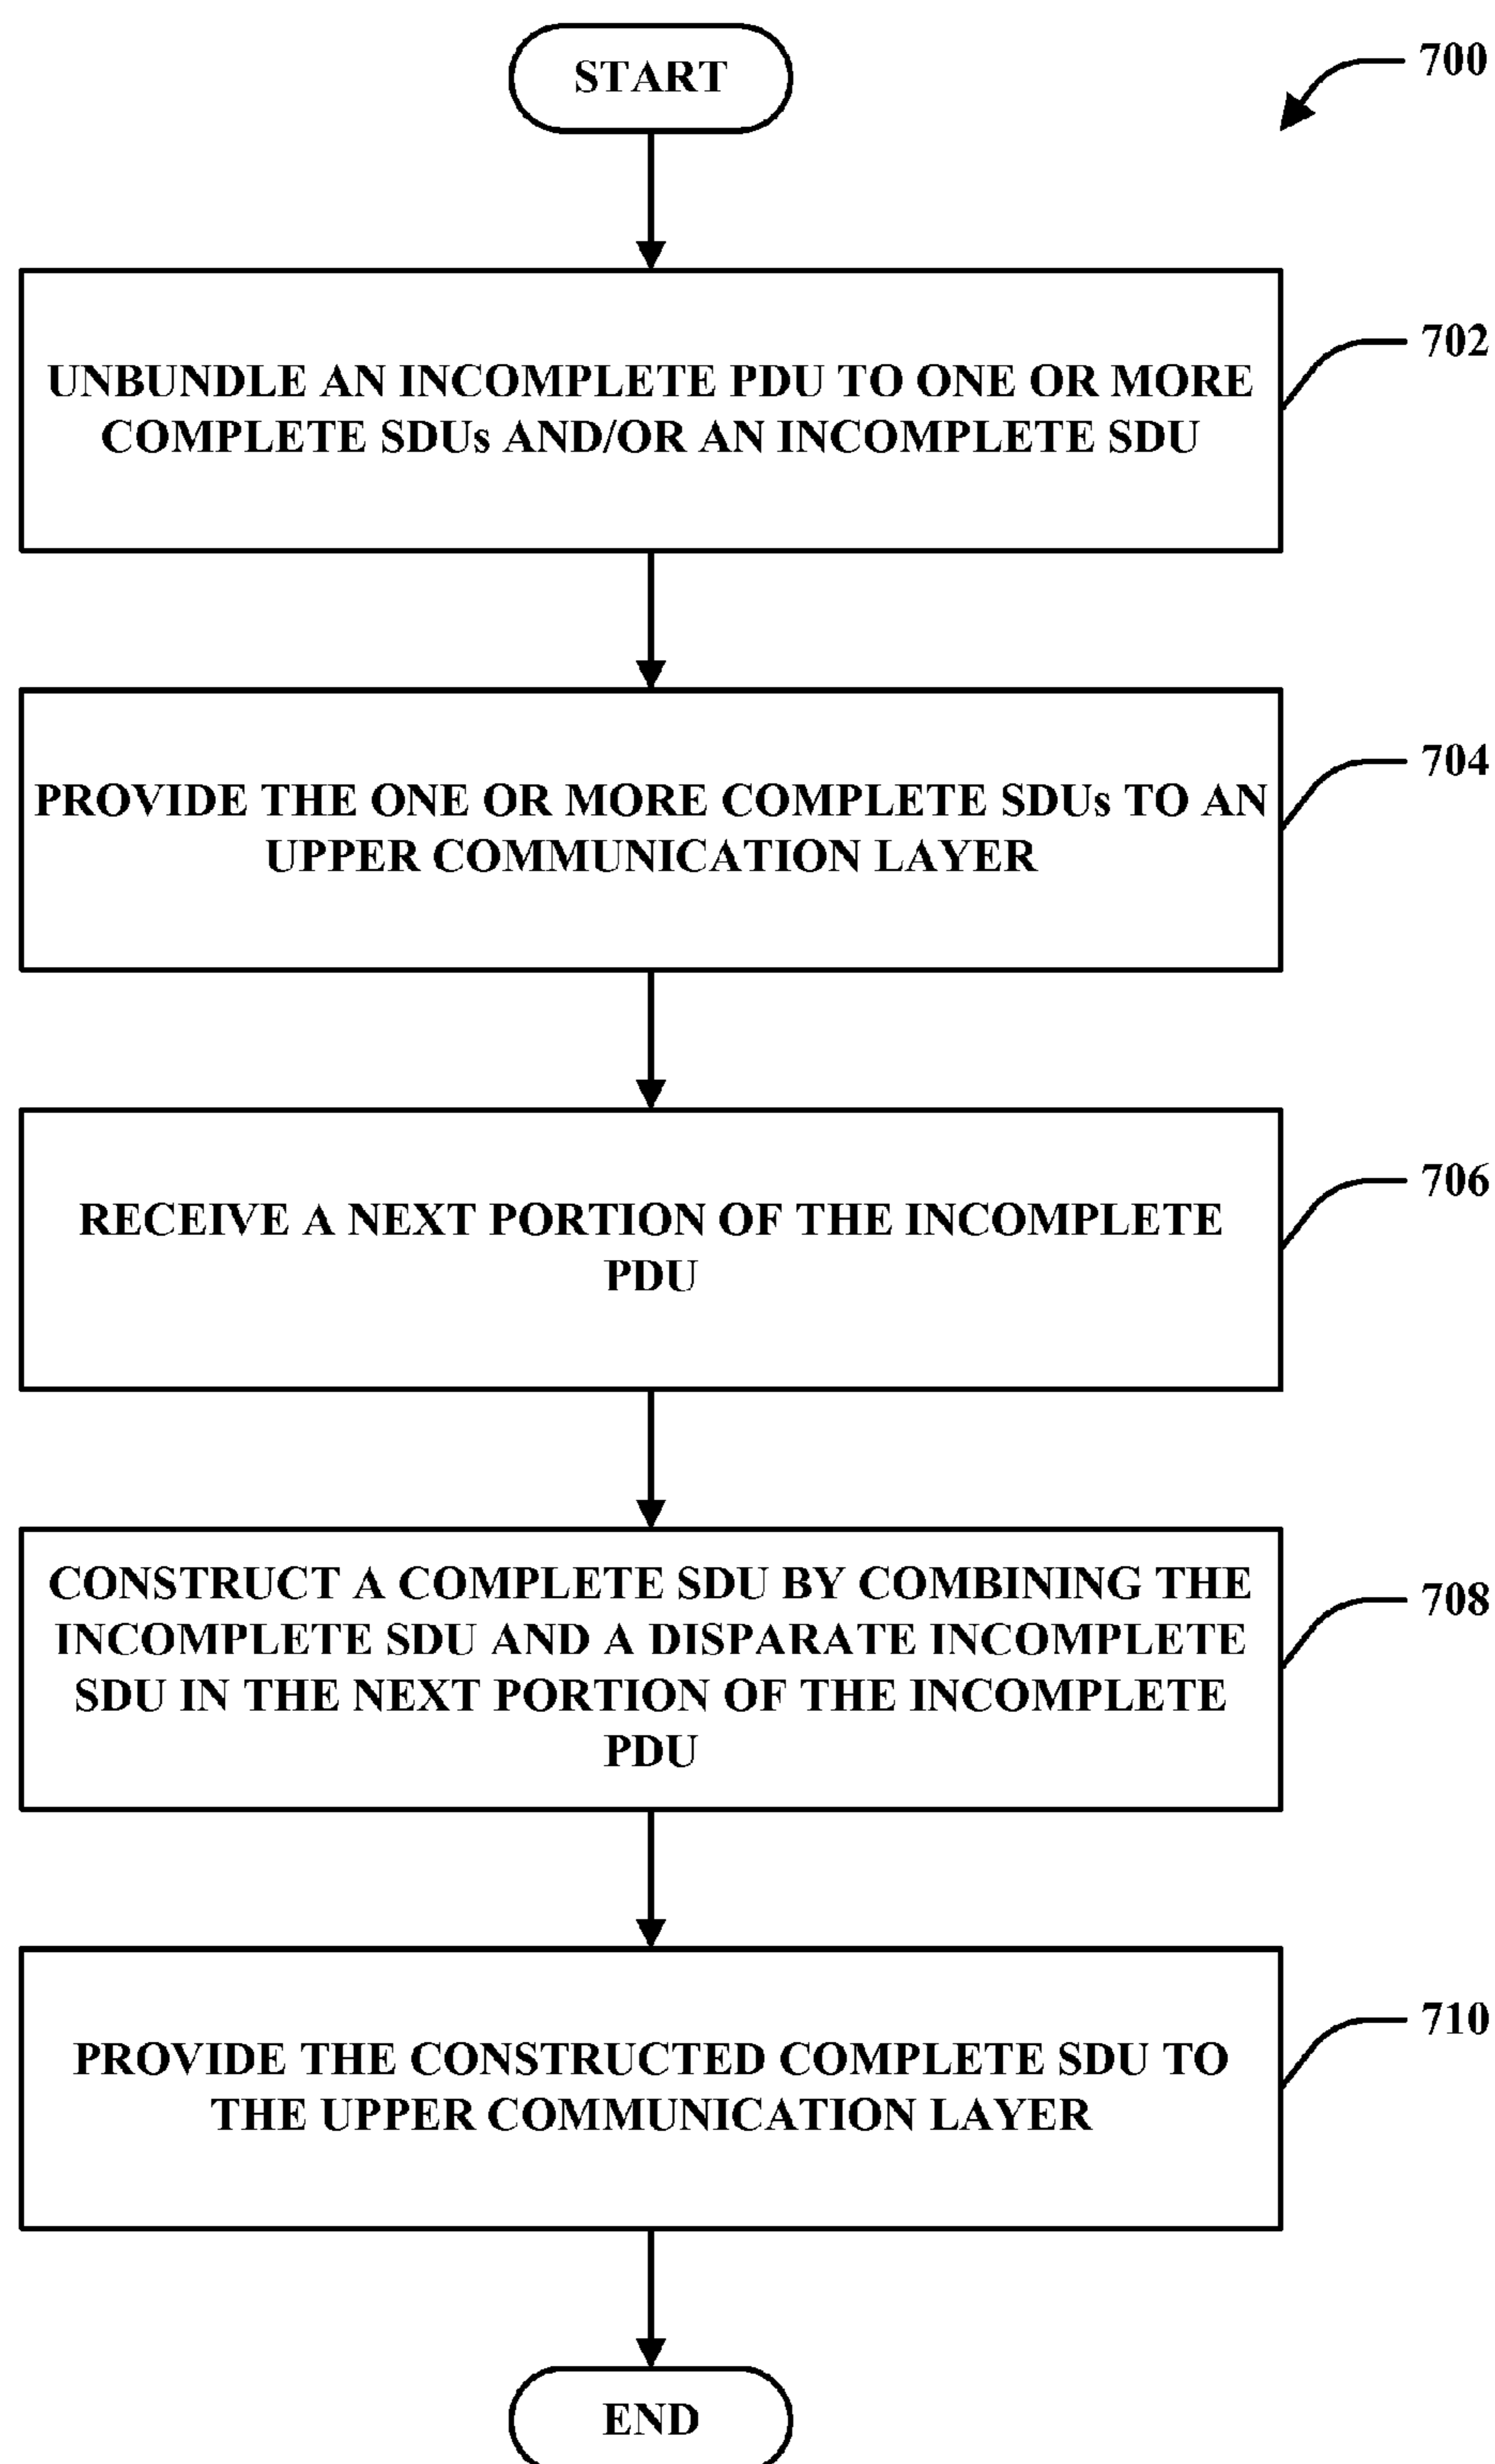 START
700
UNBUNDLE AN INCOMPLETE PDU TO ONE OR MORE
COMPLETE SDUs AND/OR AN INCOMPLETE SDU
702
PROVIDE THE ONE OR MORE COMPLETE SDUs TO AN
UPPER COMMUNICATION LAYER
704
RECEIVE A NEXT PORTION OF THE INCOMPLETE
PDU
706
CONSTRUCT A COMPLETE SDU BY COMBINING THE
INCOMPLETE SDU AND A DISPARATE INCOMPLETE
SDU IN THE NEXT PORTION OF THE INCOMPLETE
PDU
708
PROVIDE THE CONSTRUCTED COMPLETE SDU TO
THE UPPER COMMUNICATION LAYER
710
END